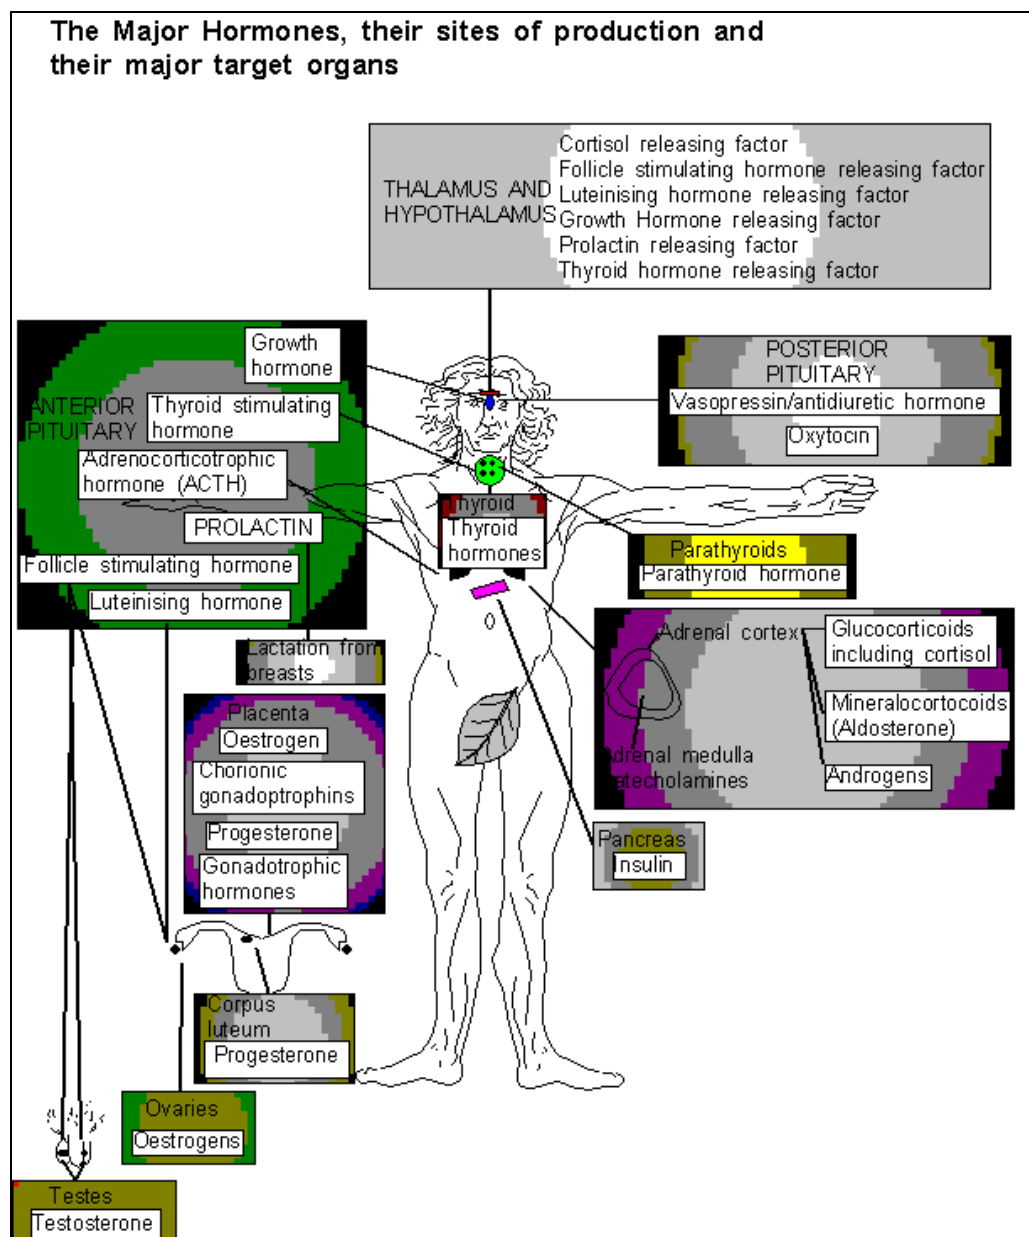 The Major Hormones, their sites of production and
their major target organs
THALAMUS AND
HYPOTHALAMUS
Cortisol releasing factor
Follicle stimulating hormone releasing factor
Luteinising hormone releasing factor
Growth Hormone releasing factor
Prolactin releasing factor
Thyroid hormone releasing factor
ANTERIOR
PITUITARY
Growth
hormone
Thyroid stimulating
hormone
Adrenocorticotrophic
hormone (ACTH)
PROLACTIN
Follicle stimulating hormone
Luteinising hormone
POSTERIOR
PITUITARY
Vasopressin/antidiuretic hormone
Oxytocin
Thyroid
Thyroid
hormones
Parathyroids
Parathyroid hormone
Adrenal cortex
Glucocorticoids
including cortisol
Mineralocortocoids
(Aldosterone)
Androgens
Adrenal medulla
catecholamines
Lactation from
breasts
Placenta
Oestrogen
Chorionic
gonadoptrophins
Progesterone
Gonadotrophic
hormones
Pancreas
Insulin
Corpus
luteum
Progesterone
Ovaries
Oestrogens
Testes
Testosterone